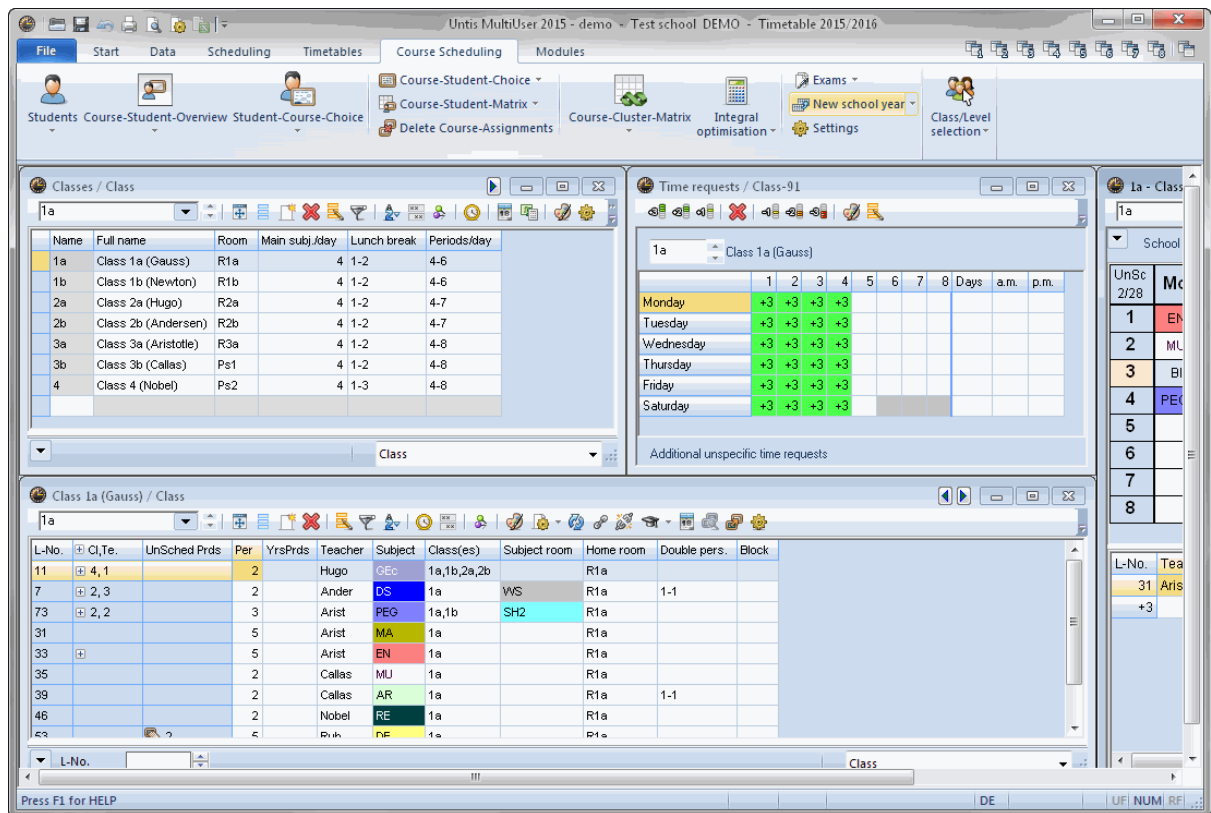 Untis MultiUser 2015 - demo - Test school DEMO - Timetable 2015/2016
File Start Data Scheduling Timetables Course Scheduling Modules
Students Course-Student-Overview Student-Course-Choice
Course-Student-Choice
Course-Student-Matrix
Delete Course-Assignments
Course-Cluster-Matrix
Integral
optimisation
Exams
New school year
Settings
Class/Level
selection
Classes / Class
1a
Name Full name Room Main subj./day Lunch break Periods/day
1a Class 1a (Gauss) R1a 4 1-2 4-6
1b Class 1b (Newton) R1b 4 1-2 4-6
2a Class 2a (Hugo) R2a 4 1-2 4-7
2b Class 2b (Andersen) R2b 4 1-2 4-7
3a Class 3a (Aristotle) R3a 4 1-2 4-8
3b Class 3b (Callas) Ps1 4 1-2 4-8
4 Class 4 (Nobel) Ps2 4 1-3 4-8
Class
Time requests / Class-91
1a Class 1a (Gauss)
1 2 3 4 5 6 7 8 Days a.m. p.m.
Monday +3 +3 +3 +3
Tuesday +3 +3 +3 +3
Wednesday +3 +3 +3 +3
Thursday +3 +3 +3 +3
Friday +3 +3 +3 +3
Saturday +3 +3 +3 +3
Additional unspecific time requests
1a - Class
1a
School
UnSc
2/28
Mo
1 EN
2 MU
3
4 PEG
5
6
7
8
L-No. Tea
31 Aris
+3
Class 1a (Gauss) / Class
1a
L-No. Cl,Te. UnSched Prds Per YrsPrds Teacher Subject Class(es) Subject room Home room Double pers. Block
11 4, 1 2 Hugo GEc 1a,1b,2a,2b R1a
7 2, 3 2 Ander DS 1a WS R1a 1-1
73 2, 2 3 Arist PEG 1a,1b SH2 R1a
31 5 Arist MA 1a R1a
33 5 Arist EN 1a R1a
35 2 Callas MU 1a R1a
39 2 Callas AR 1a R1a 1-1
46 2 Nobel RE 1a R1a
53 2 5 Rub DE 1a R1a
L-No.
Class
Press F1 for HELP
DE
UF NUM RF